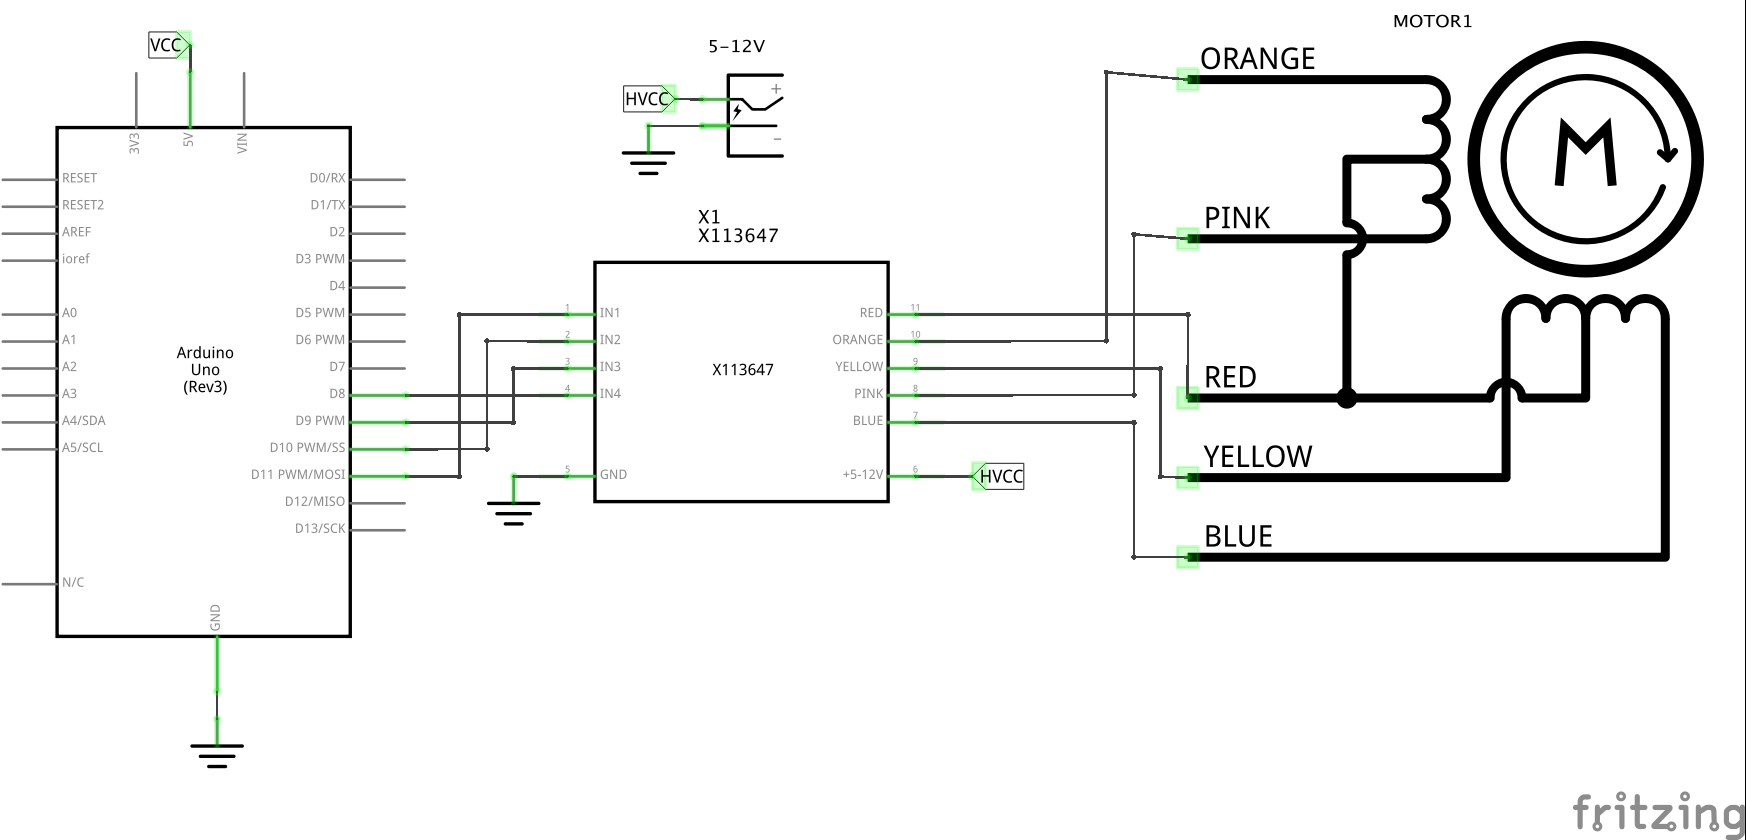 VCC
3V3
5V
VIN
RESET
RESET2
AREF
ioref
A0
A1
A2
A3
A4/SDA
A5/SCL
N/C
Arduino
Uno
(Rev3)
D0/RX
D1/TX
D2
D3 PWM
D4
D5 PWM
D6 PWM
D7
D8
D9 PWM
D10 PWM/SS
D11 PWM/MOSI
D12/MISO
D13/SCK
GND
5-12V
HVCC
+
−
X1
X113647
1 IN1
2 IN2
3 IN3
4 IN4
5 GND
X113647
RED 11
ORANGE 10
YELLOW 9
PINK 8
BLUE 7
+5-12V 6
HVCC
MOTOR1
ORANGE
PINK
RED
YELLOW
BLUE
M
fritzing